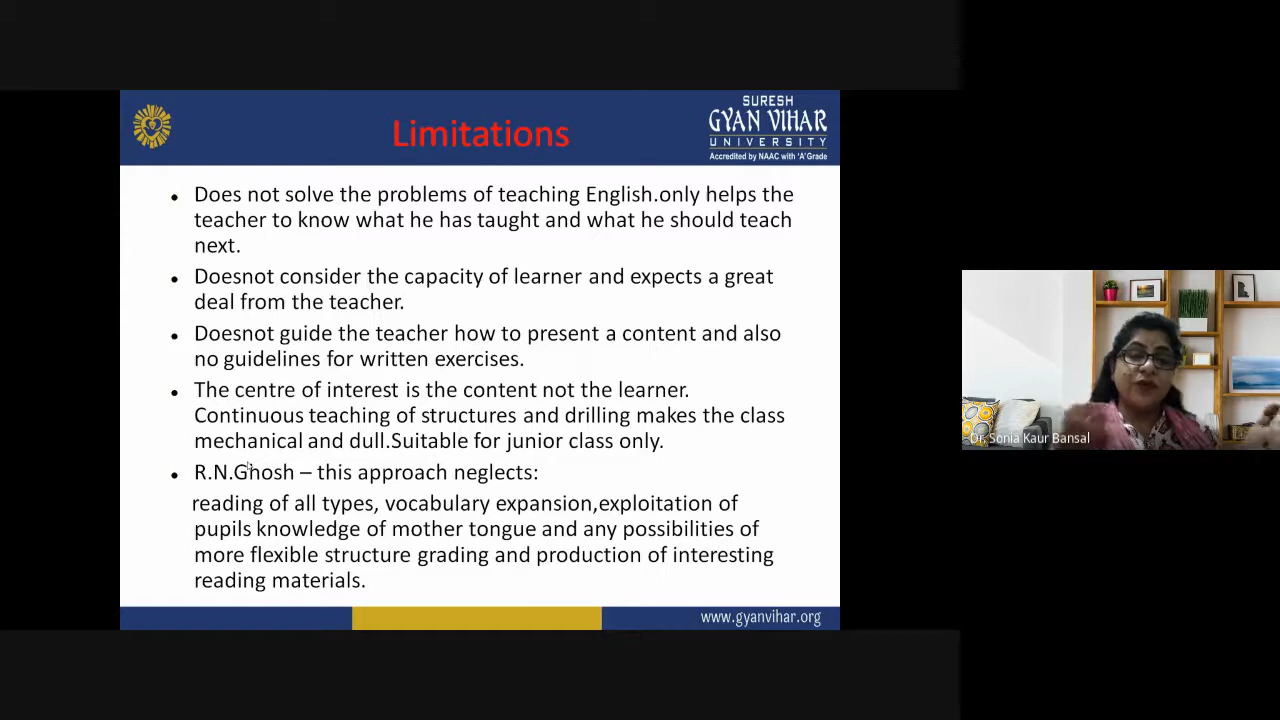 Limitations
SURESH
GYAN VIHAR
UNIVERSITY
Accredited by NAAC with 'A' Grade
• Does not solve the problems of teaching English.only helps the
teacher to know what he has taught and what he should teach
next.
• Doesnot consider the capacity of learner and expects a great
deal from the teacher.
• Doesnot guide the teacher how to present a content and also
no guidelines for written exercises.
• The centre of interest is the content not the learner.
Continuous teaching of structures and drilling makes the class
mechanical and dull.Suitable for junior class only.
• R.N.Ghosh – this approach neglects:
reading of all types, vocabulary expansion,exploitation of
pupils knowledge of mother tongue and any possibilities of
more flexible structure grading and production of interesting
reading materials.
www.gyanvihar.org
Dr. Sonia Kaur Bansal